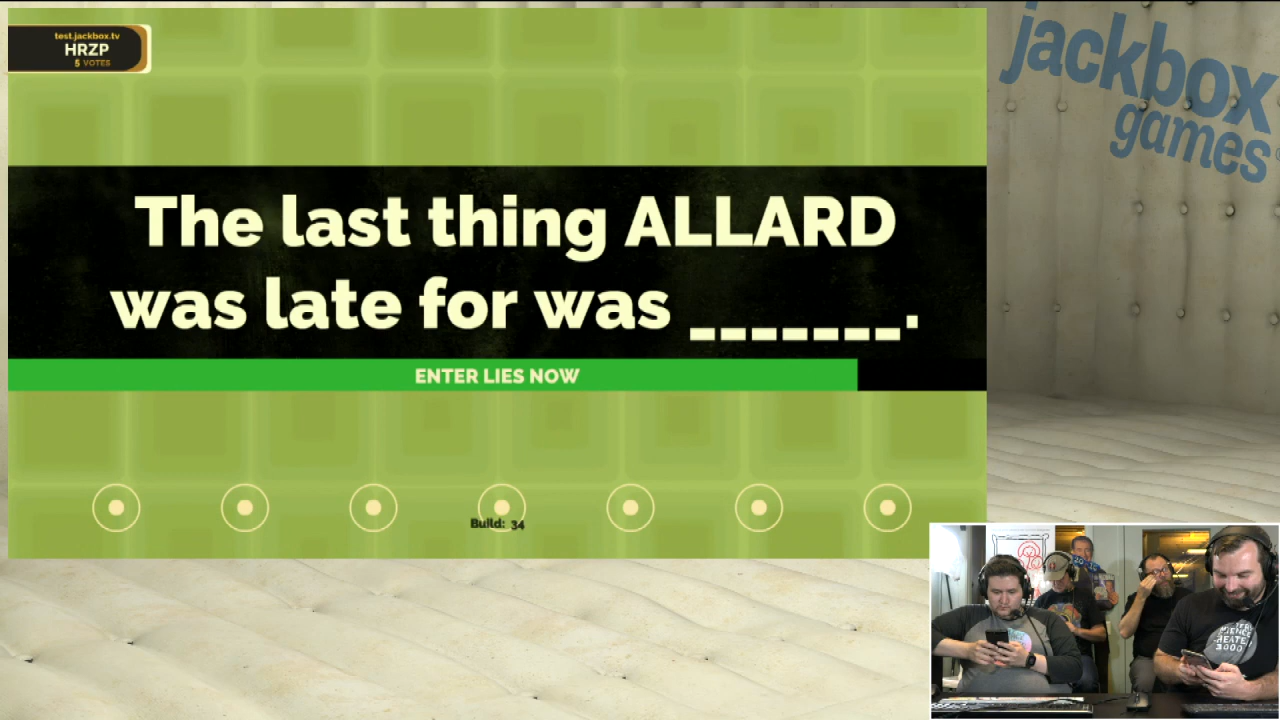 test.jackbox.tv
HRZP
5 VOTES
jackbox
games
The last thing ALLARD
was late for was _______.
ENTER LIES NOW
Build: 34
3000